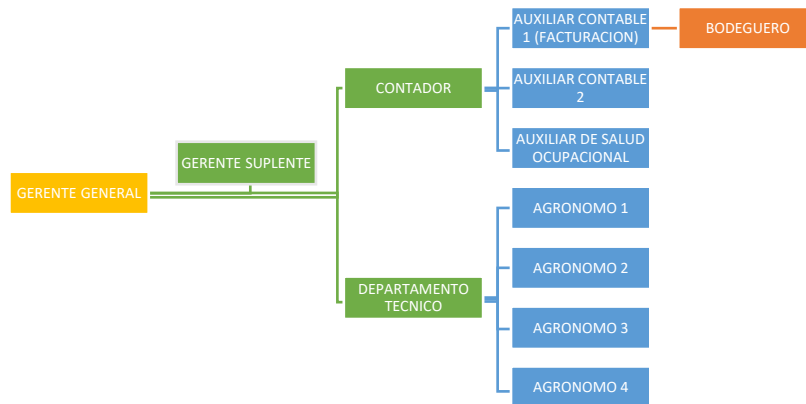 GERENTE GENERAL
GERENTE SUPLENTE
CONTADOR
AUXILIAR CONTABLE
1 (FACTURACION)
BODEGUERO
AUXILIAR CONTABLE
2
AUXILIAR DE SALUD
OCUPACIONAL
DEPARTAMENTO
TECNICO
AGRONOMO 1
AGRONOMO 2
AGRONOMO 3
AGRONOMO 4